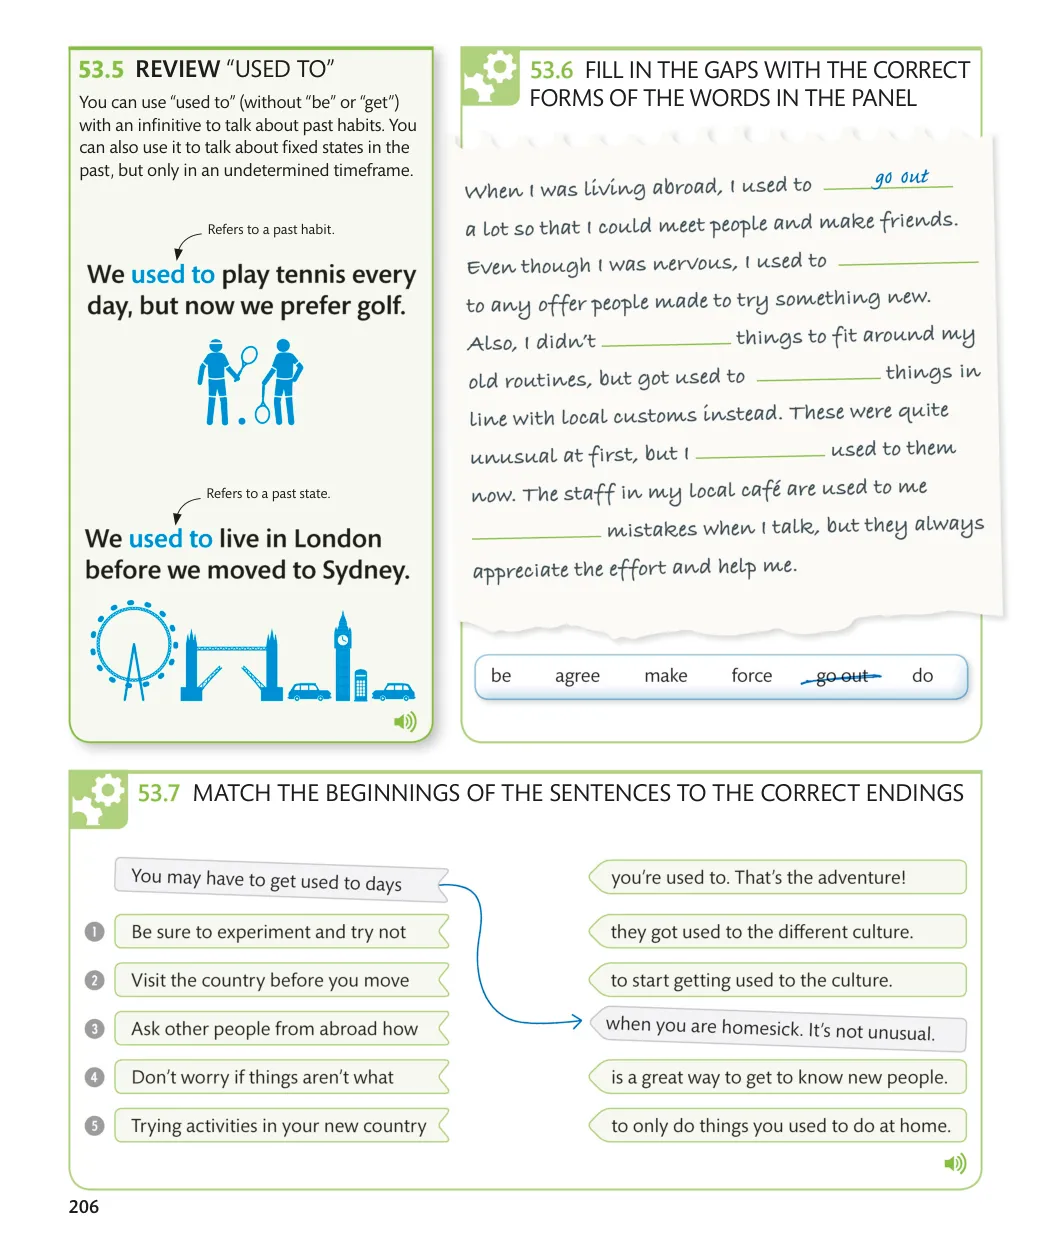 53.5 REVIEW “USED TO”
You can use “used to” (without “be” or “get”)
with an infinitive to talk about past habits. You
can also use it to talk about fixed states in the
past, but only in an undetermined timeframe.
Refers to a past habit.
We used to play tennis every
day, but now we prefer golf.
Refers to a past state.
We used to live in London
before we moved to Sydney.
53.6 FILL IN THE GAPS WITH THE CORRECT
FORMS OF THE WORDS IN THE PANEL
When I was living abroad, I used to go out
a lot so that I could meet people and make friends.
Even though I was nervous, I used to
to any offer people made to try something new.
Also, I didn’t things to fit around my
old routines, but got used to things in
line with local customs instead. These were quite
unusual at first, but I used to them
now. The staff in my local café are used to me
mistakes when I talk, but they always
appreciate the effort and help me.
be agree make force go out do
53.7 MATCH THE BEGINNINGS OF THE SENTENCES TO THE CORRECT ENDINGS
You may have to get used to days
1 Be sure to experiment and try not
2 Visit the country before you move
3 Ask other people from abroad how
4 Don’t worry if things aren’t what
5 Trying activities in your new country
you’re used to. That’s the adventure!
they got used to the different culture.
to start getting used to the culture.
when you are homesick. It’s not unusual.
is a great way to get to know new people.
to only do things you used to do at home.
206